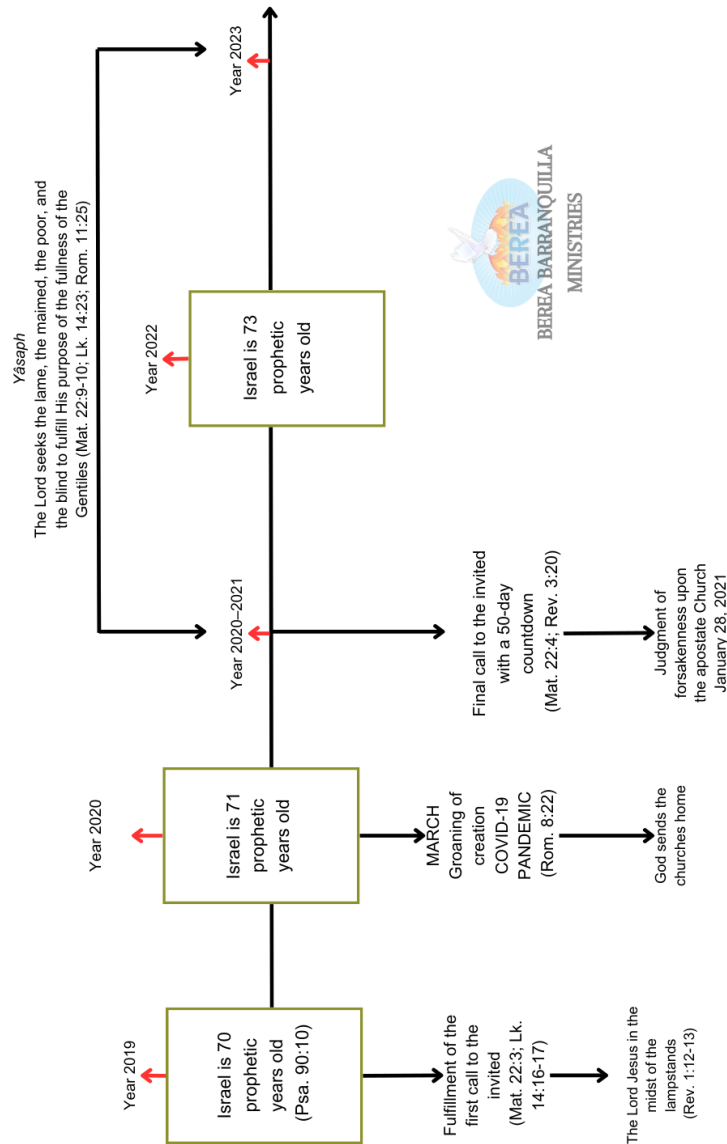 Yâsaph
The Lord seeks the lame, the maimed, the poor, and
the blind to fulfill His purpose of the fullness of the
Gentiles (Mat. 22:9-10; Lk. 14:23; Rom. 11:25)
Year 2019
Israel is 70
prophetic
years old
(Psa. 90:10)
Fulfillment of the
first call to the
invited
(Mat. 22:3; Lk.
14:16-17)
The Lord Jesus in the
midst of the
lampstands
(Rev. 1:12-13)
Year 2020
Israel is 71
prophetic
years old
MARCH
Groaning of
creation
COVID-19
PANDEMIC
(Rom. 8:22)
God sends the
churches home
Year 2020–2021
Final call to the invited
with a 50-day
countdown
(Mat. 22:4; Rev. 3:20)
Judgment of
forsakenness upon
the apostate Church
January 28, 2021
Year 2022
Israel is 73
prophetic
years old
Year 2023
BEREA
BEREA BARRANQUILLA
MINISTRIES